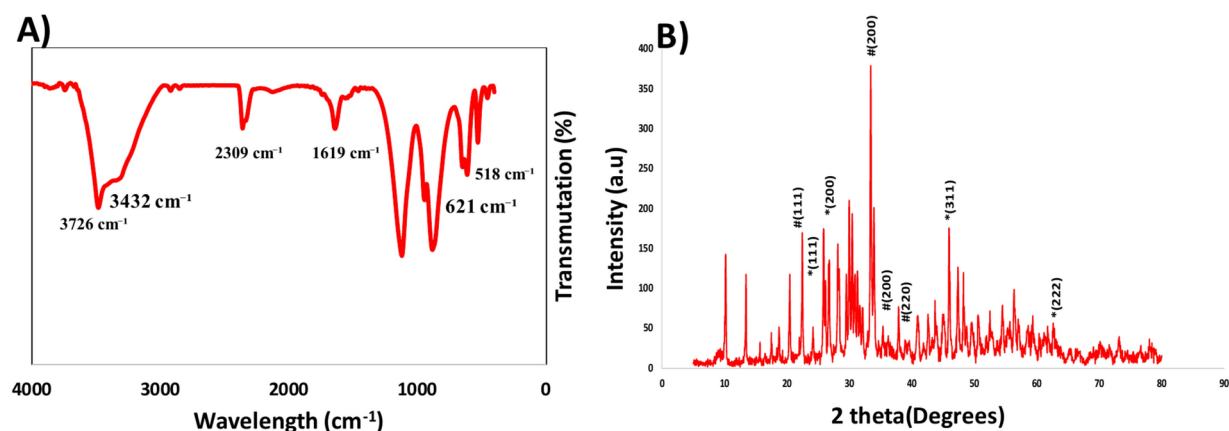 A)
3726 cm⁻¹
3432 cm⁻¹
2309 cm⁻¹
1619 cm⁻¹
621 cm⁻¹
518 cm⁻¹
4000
3000
2000
1000
0
Wavelength (cm⁻¹)
Transmutation (%)
B)
Intensity (a.u)
400
350
300
250
200
150
100
50
0
#(111)
*(111)
*(200)
#(200)
#(200)
#(220)
*(311)
*(222)
0
10
20
30
40
50
60
70
80
90
2 theta(Degrees)